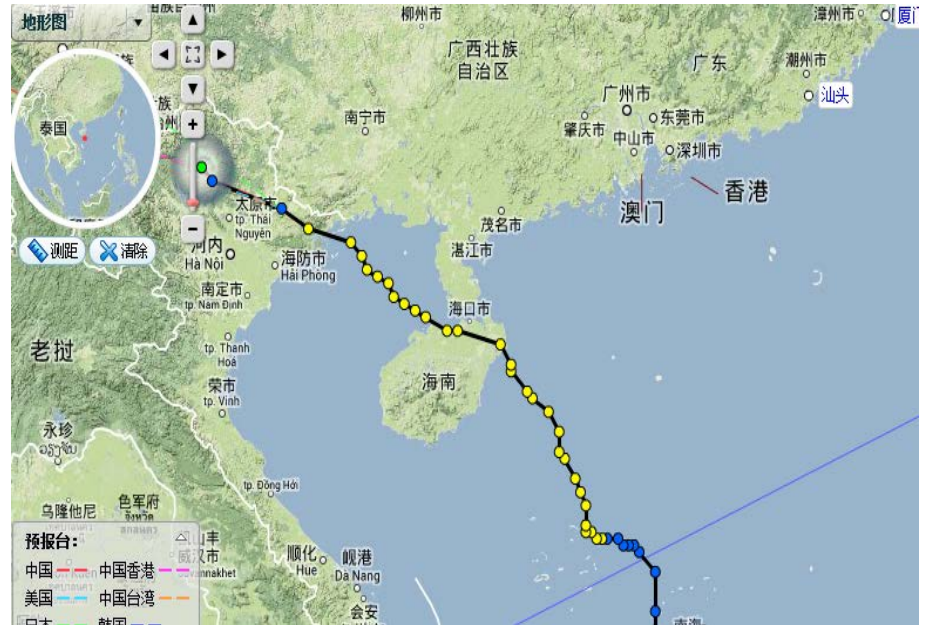 地形图
柳州市
漳州市
厦门
广西壮族
自治区
广东
潮州市
汕头
泰国
南宁市
广州市
东莞市
肇庆市
中山市
深圳市
香港
澳门
太原市
tp. Thái
Nguyên
茂名市
湛江市
测距
清除
河内
Hà Nội
海防市
Hải Phòng
南定市
tp. Nam Định
海口市
老挝
tp. Thanh
Hoá
海南
荣市
tp. Vinh
永珍
tp. Đồng Hới
乌隆他尼
色军府
预报台:
中国
中国香港
美国
中国台湾
日本
韩国
山丰
威汉市
顺化
Hue
岘港
Da Nang
会安
南海